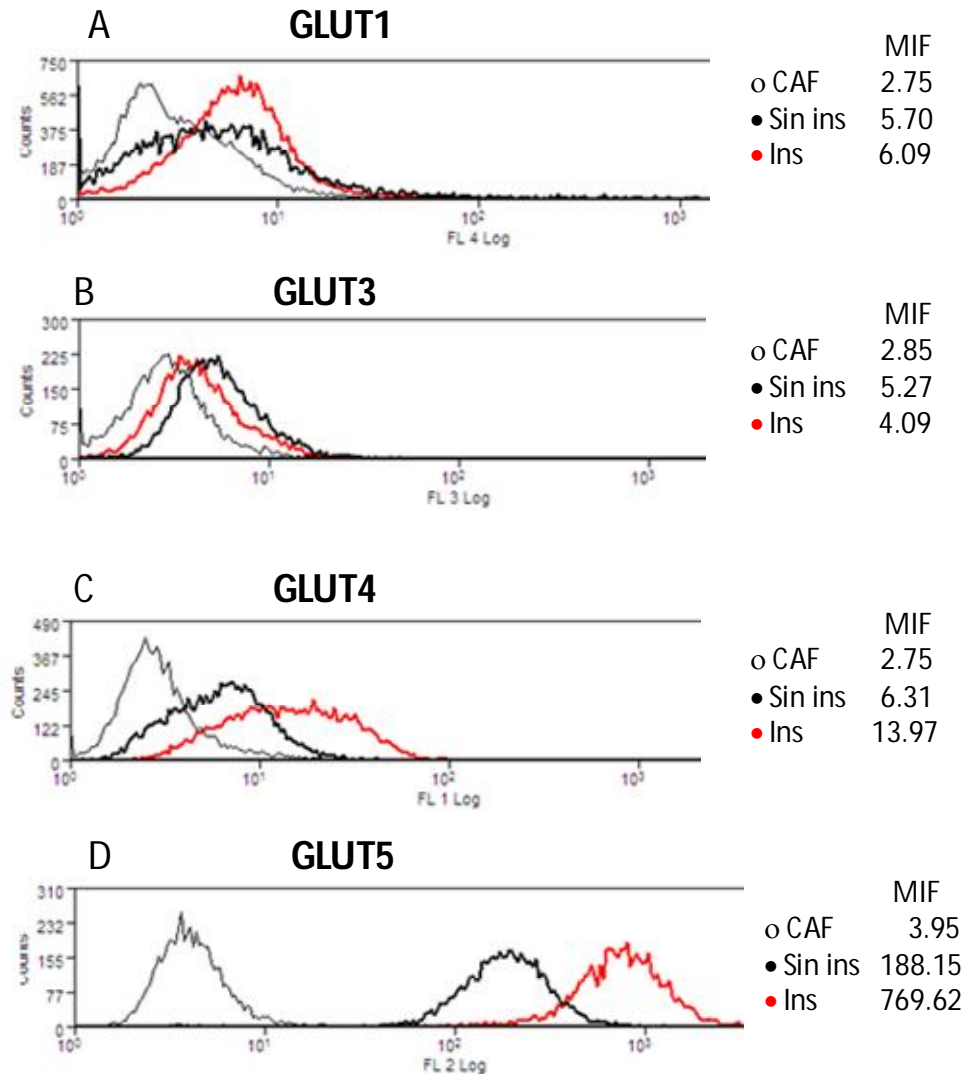 A GLUT1
MIF
○ CAF 2.75
● Sin ins 5.70
● Ins 6.09
750
562
375
187
0
Counts
10⁰ 10¹ 10² 10³
FL 4 Log
B GLUT3
MIF
○ CAF 2.85
● Sin ins 5.27
● Ins 4.09
300
225
150
75
0
Counts
10⁰ 10¹ 10² 10³
FL 3 Log
C GLUT4
MIF
○ CAF 2.75
● Sin ins 6.31
● Ins 13.97
490
367
245
122
0
Counts
10⁰ 10¹ 10² 10³
FL 1 Log
D GLUT5
MIF
○ CAF 3.95
● Sin ins 188.15
● Ins 769.62
310
232
155
77
0
Counts
10⁰ 10¹ 10² 10³
FL 2 Log